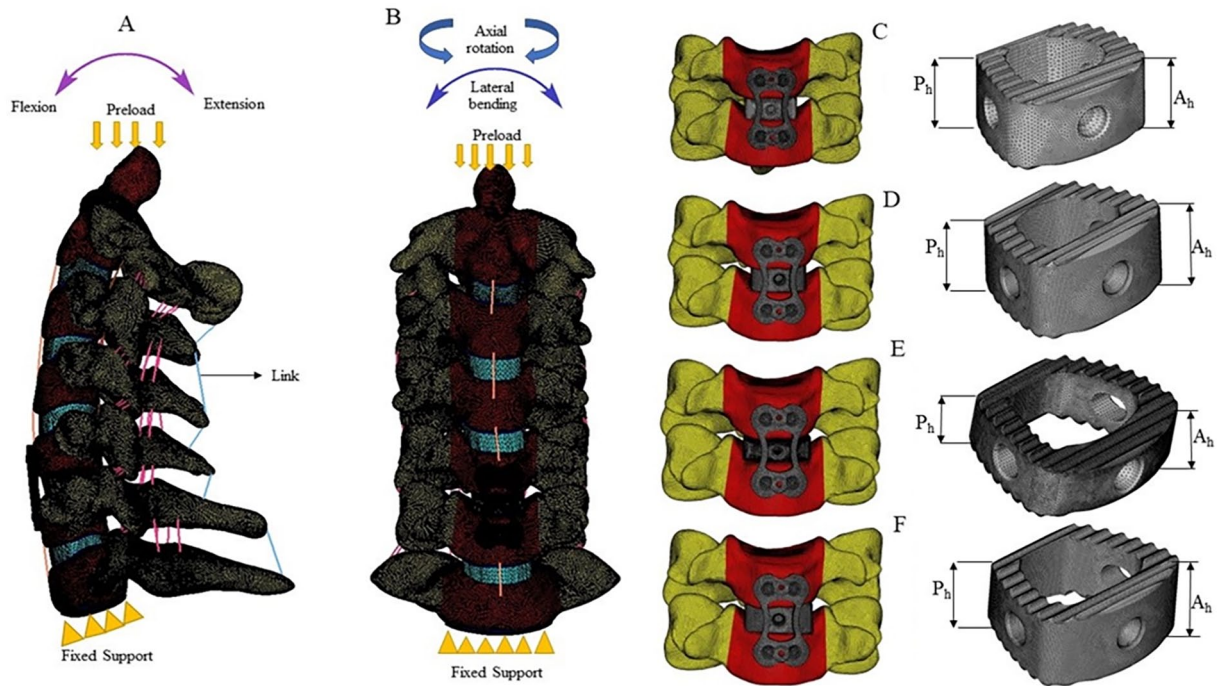 A
Flexion
Extension
Preload
Link
Fixed Support
B
Axial
rotation
Lateral
bending
Preload
Fixed Support
C
Ph
Ah
D
Ph
Ah
E
Ph
Ah
F
Ph
Ah